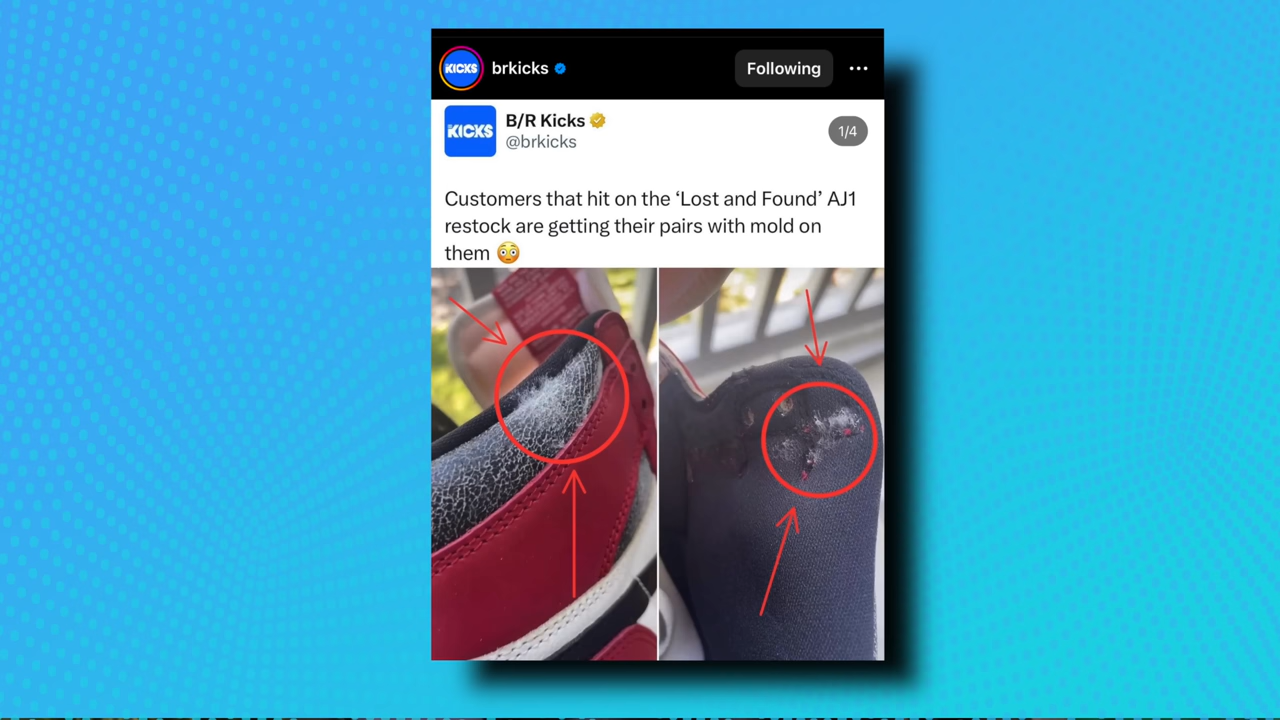 KICKS
brkicks
Following
KICKS
B/R Kicks
@brkicks
1/4
Customers that hit on the ‘Lost and Found’ AJ1
restock are getting their pairs with mold on
them 😳